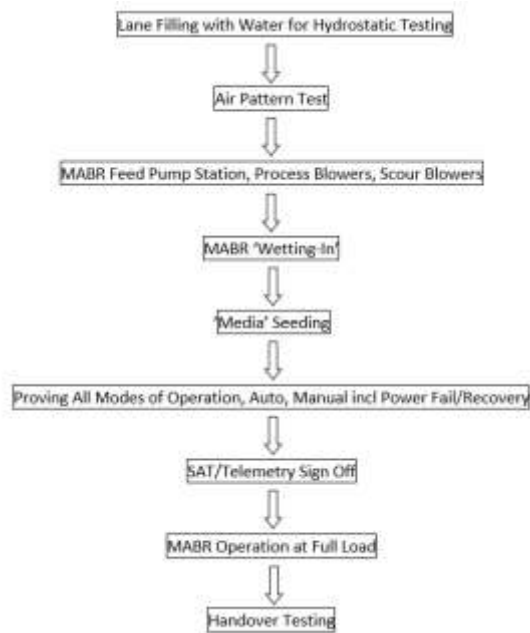 Lane Filling with Water for Hydrostatic Testing
Air Pattern Test
MABR Feed Pump Station, Process Blowers, Scour Blowers
MABR 'Wetting-In'
'Media' Seeding
Proving All Modes of Operation, Auto, Manual incl Power Fail/Recovery
SAT/Telemetry Sign Off
MABR Operation at Full Load
Handover Testing